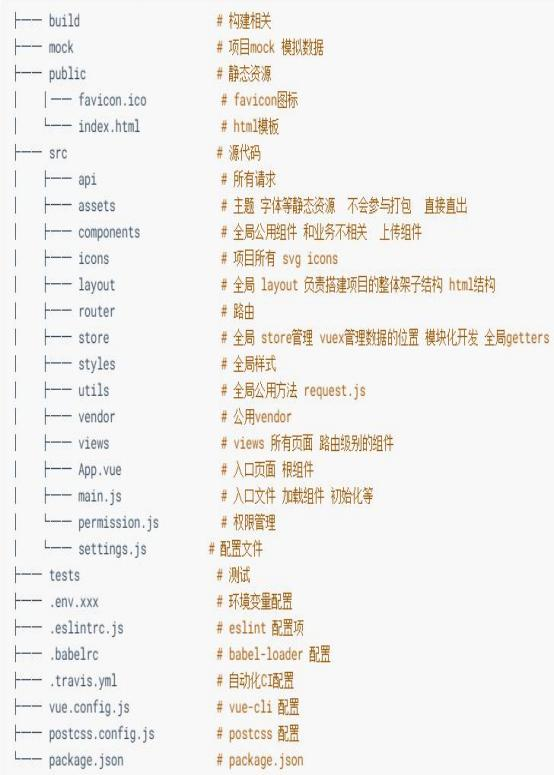 ├── build # 构建相关
├── mock # 项目mock 模拟数据
├── public # 静态资源
│ │── favicon.ico # favicon图标
│ └── index.html # html模板
├── src # 源代码
│ ├── api # 所有请求
│ ├── assets # 主题 字体等静态资源 不会参与打包 直接直出
│ ├── components # 全局公用组件 和业务不相关 上传组件
│ ├── icons # 项目所有 svg icons
│ ├── layout # 全局 layout 负责搭建项目的整体架子结构 html结构
│ ├── router # 路由
│ ├── store # 全局 store管理 vuex管理数据的位置 模块化开发 全局getters
│ ├── styles # 全局样式
│ ├── utils # 全局公用方法 request.js
│ ├── vendor # 公用vendor
│ ├── views # views 所有页面 路由级别的组件
│ ├── App.vue # 入口页面 根组件
│ ├── main.js # 入口文件 加载组件 初始化等
│ └── permission.js # 权限管理
│ └── settings.js # 配置文件
├── tests # 测试
├── .env.xxx # 环境变量配置
├── .eslintrc.js # eslint 配置项
├── .babelrc # babel-loader 配置
├── .travis.yml # 自动化CI配置
├── vue.config.js # vue-cli 配置
├── postcss.config.js # postcss 配置
└── package.json # package.json